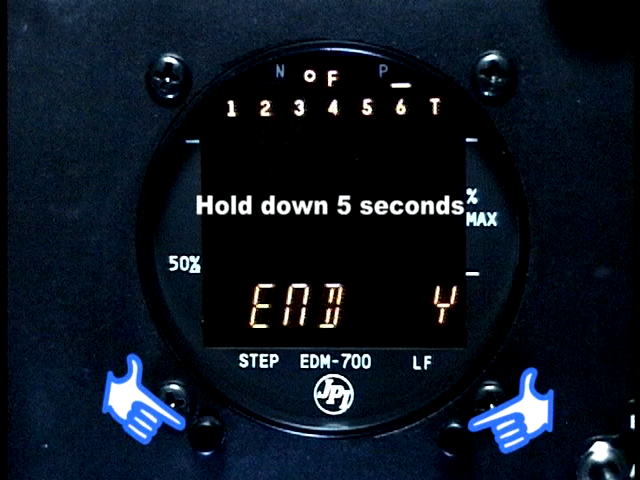 N °F P
1 2 3 4 5 6 T
Hold down 5 seconds
%
MAX
50%
END Y
STEP EDM-700 LF
JPI